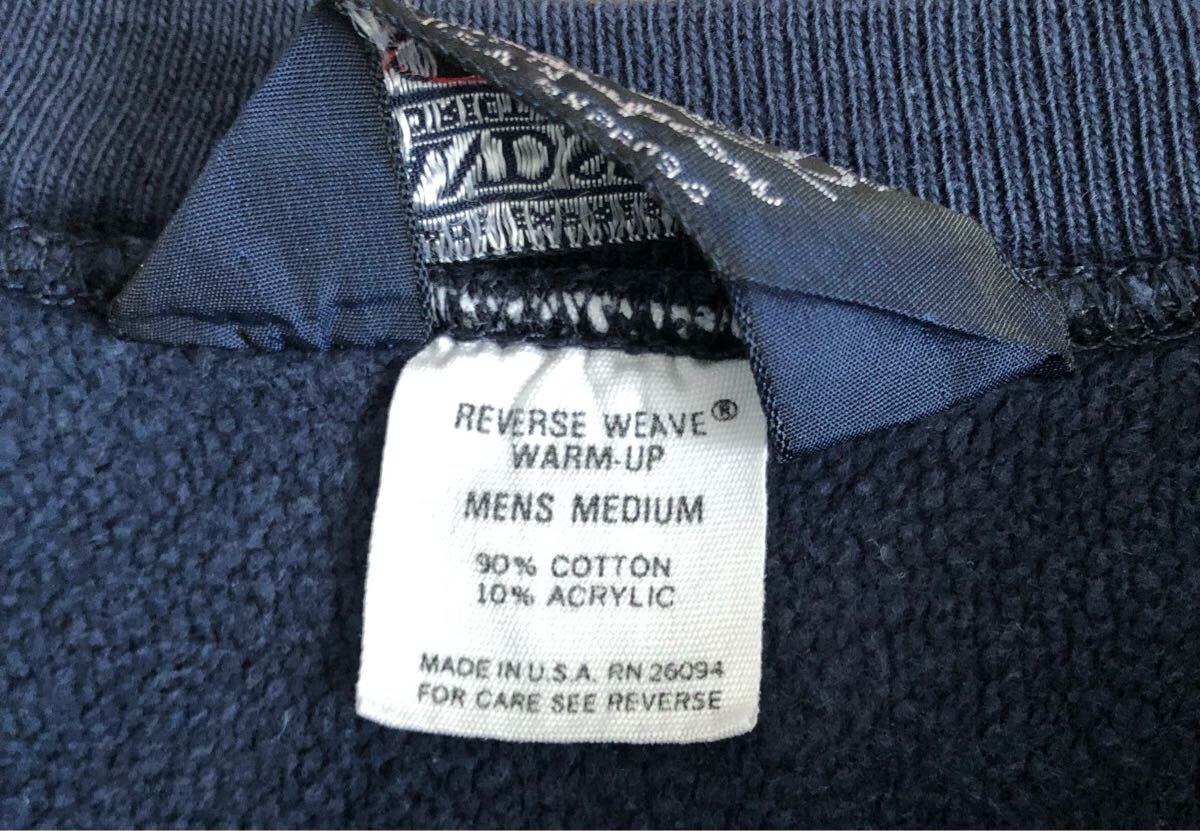 REVERSE WEAVE®
WARM-UP
MENS MEDIUM
90% COTTON
10% ACRYLIC
MADE IN U.S.A. RN 26094
FOR CARE SEE REVERSE